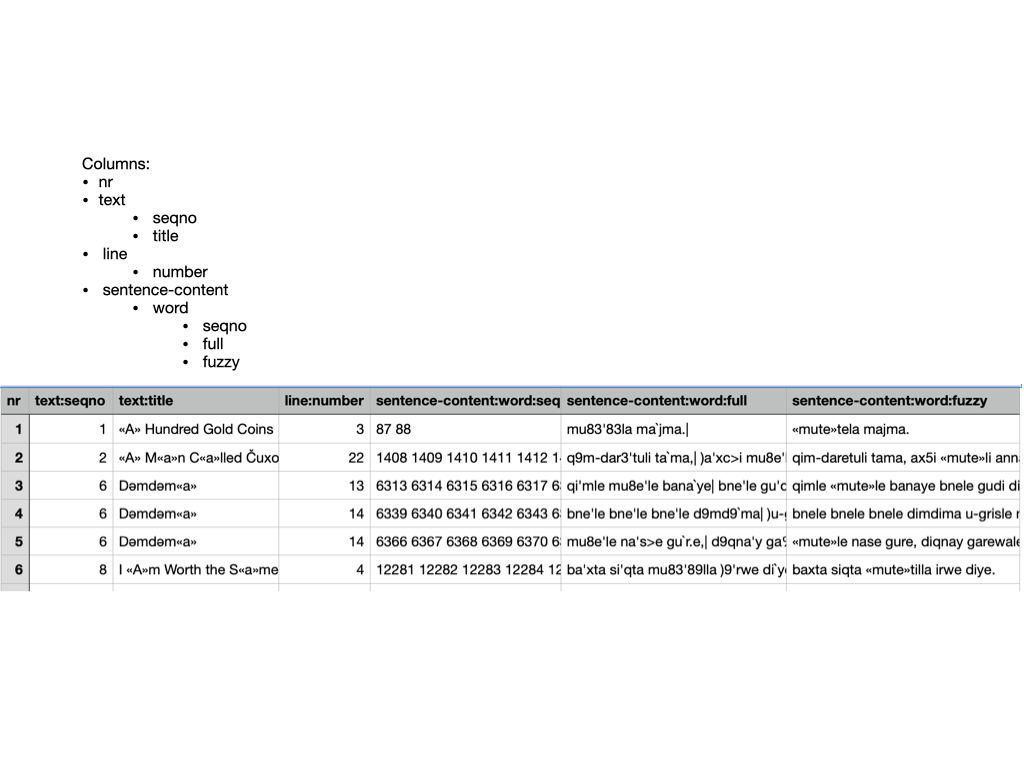 Columns:
• nr
• text
• seqno
• title
• line
• number
• sentence-content
• word
• seqno
• full
• fuzzy
nr text:seqno text:title line:number sentence-content:word:seq sentence-content:word:full sentence-content:word:fuzzy
1 1 «A» Hundred Gold Coins 3 87 88 mu83'83la ma`jma.| «mute»tela majma.
2 2 «A» M«a»n C«a»lled Čuxo 22 1408 1409 1410 1411 1412 1 q9m-dar3'tuli ta`ma,| )a'xc>i mu8e' qim-daretuli tama, ax5i «mute»li ann
3 6 Dəmdəm«a» 13 6313 6314 6315 6316 6317 6 qi'mle mu8e'le bana`ye| bne'le gu'd qimle «mute»le banaye bnele gudi di
4 6 Dəmdəm«a» 14 6339 6340 6341 6342 6343 6 bne'le bne'le bne'le d9md9`ma| )u- bnele bnele bnele dimdima u-grisle
5 6 Dəmdəm«a» 14 6366 6367 6368 6369 6370 6 mu8e'le na's>e gu`r.e,| d9qna'y ga «mute»le nase gure, diqnay garewale
6 8 I «A»m Worth the S«a»me 4 12281 12282 12283 12284 12 ba'xta si'qta mu83'89lla )9'rwe di`y baxta siqta «mute»tilla irwe diye.